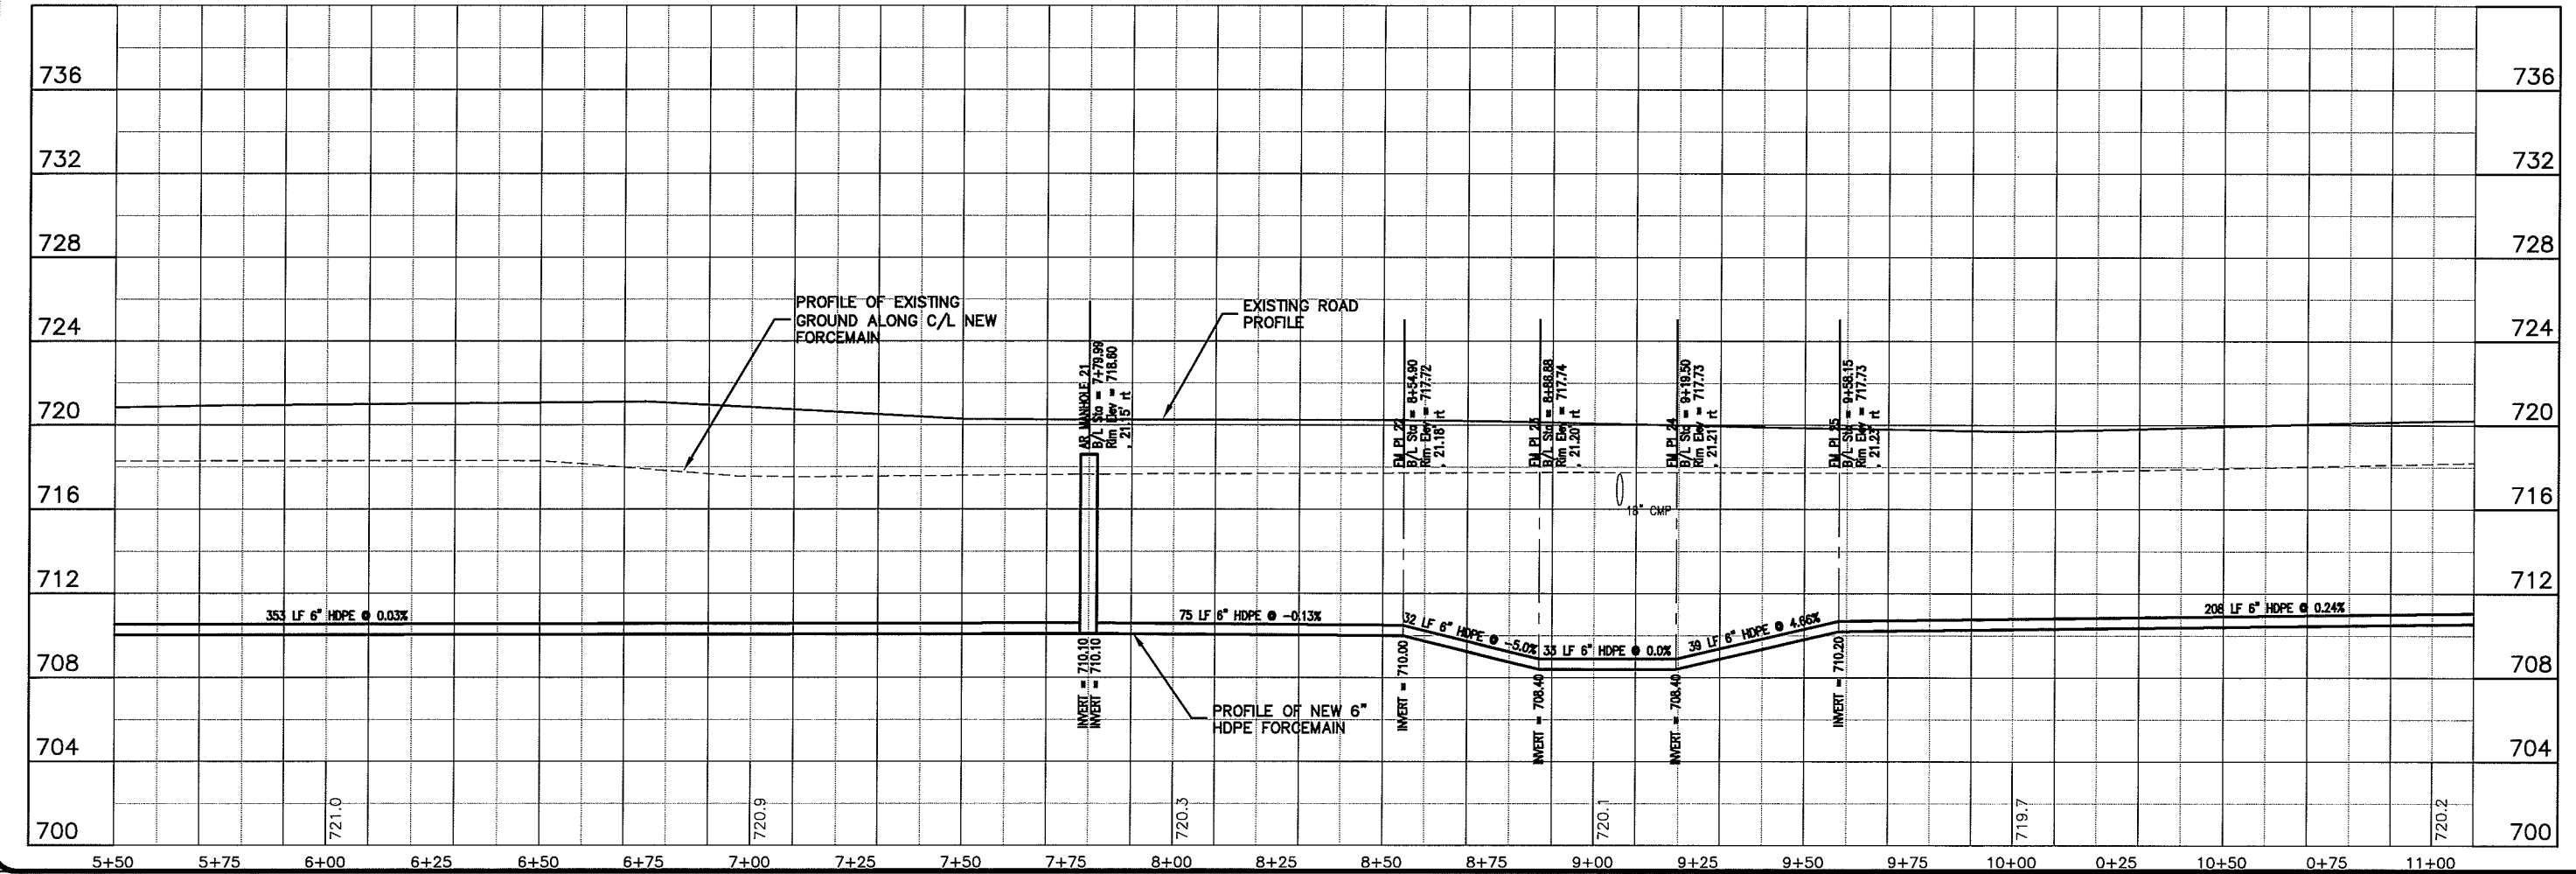 736
736
732
732
728
728
724
724
720
720
716
716
712
712
708
708
704
704
700
700
PROFILE OF EXISTING
GROUND ALONG C/L NEW
FORCEMAIN
EXISTING ROAD
PROFILE
AR MANHOLE 21
B/L Sta = 7+79.99
Rim Elev = 718.60
, 21.15' rt
FM PI 22
B/L Sta = 8+54.90
Rim Elev = 717.72
, 21.18' rt
FM PI 23
B/L Sta = 8+86.88
Rim Elev = 717.74
, 21.20' rt
FM PI 24
B/L Sta = 9+19.50
Rim Elev = 717.73
, 21.21' rt
FM PI 25
B/L Sta = 9+58.15
Rim Elev = 717.73
, 21.23' rt
18" CMP
353 LF 6" HDPE @ 0.03%
75 LF 6" HDPE @ -0.13%
32 LF 6" HDPE @ -5.0%
33 LF 6" HDPE @ 0.0%
39 LF 6" HDPE @ 4.66%
208 LF 6" HDPE @ 0.24%
INVERT = 710.10
INVERT = 710.10
INVERT = 710.00
INVERT = 708.40
INVERT = 708.40
INVERT = 710.20
PROFILE OF NEW 6"
HDPE FORCEMAIN
721.0
720.9
720.3
720.1
719.7
720.2
5+50 5+75 6+00 6+25 6+50 6+75 7+00 7+25 7+50 7+75 8+00 8+25 8+50 8+75 9+00 9+25 9+50 9+75 10+00 0+25 10+50 0+75 11+00